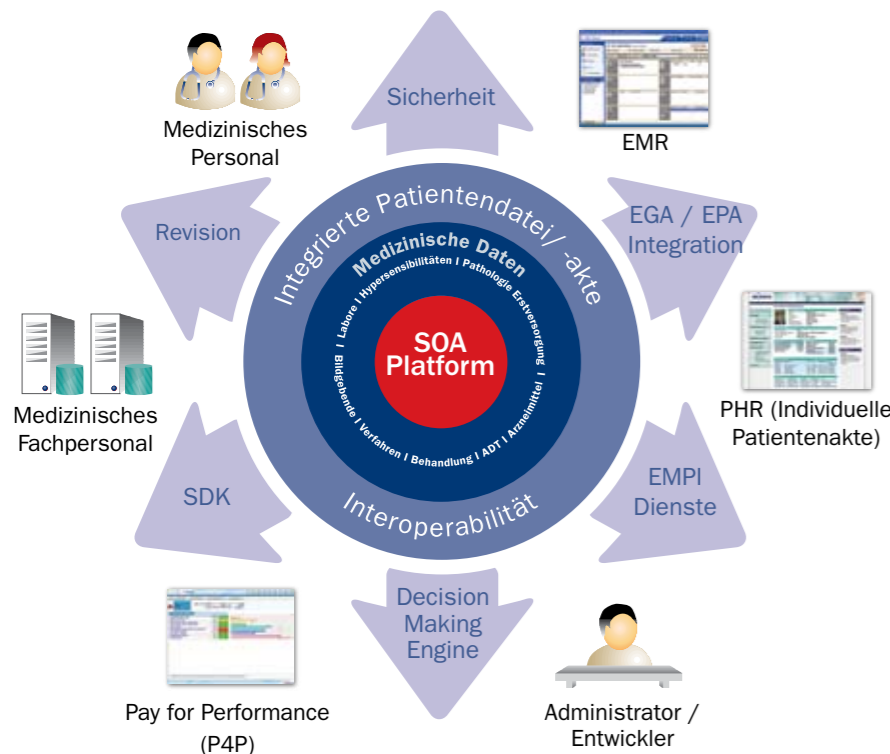 Sicherheit
Medizinisches
Personal
EMR
Revision
EGA / EPA
Integration
Integrierte Patientendatei/ -akte
Medizinische Daten
Bildgebende I Verfahren I Behandlung I ADT I Arzneimittel I
Labore I Hypersensibilitäten I Pathologie Erstversorgung I
SOA
Platform
Medizinisches
Fachpersonal
PHR (Individuelle
Patientenakte)
SDK
EMPI
Dienste
Interoperabilität
Decision
Making
Engine
Pay for Performance
(P4P)
Administrator /
Entwickler